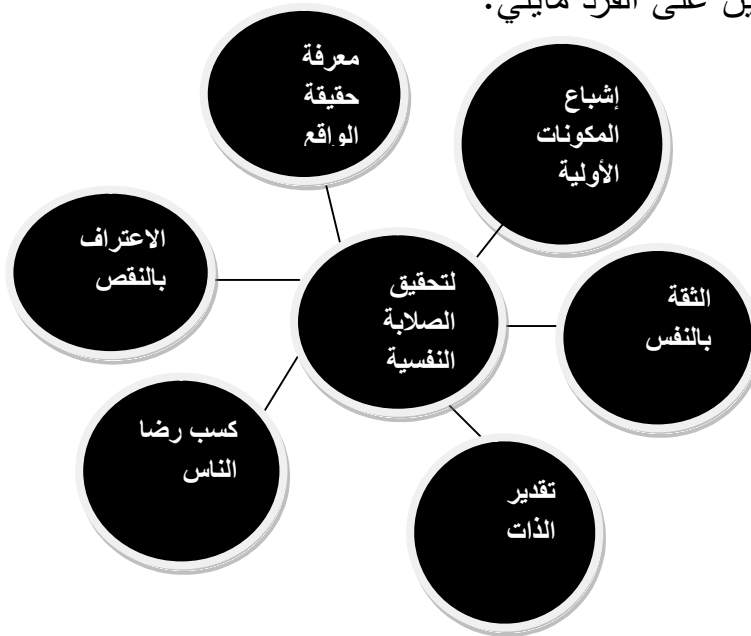 على الفرد مايلي:
معرفة
حقيقة
الواقع
إشباع
المكونات
الأولية
الاعتراف
بالنقص
لتحقيق
الصلابة
النفسية
الثقة
بالنفس
كسب رضا
الناس
تقدير
الذات